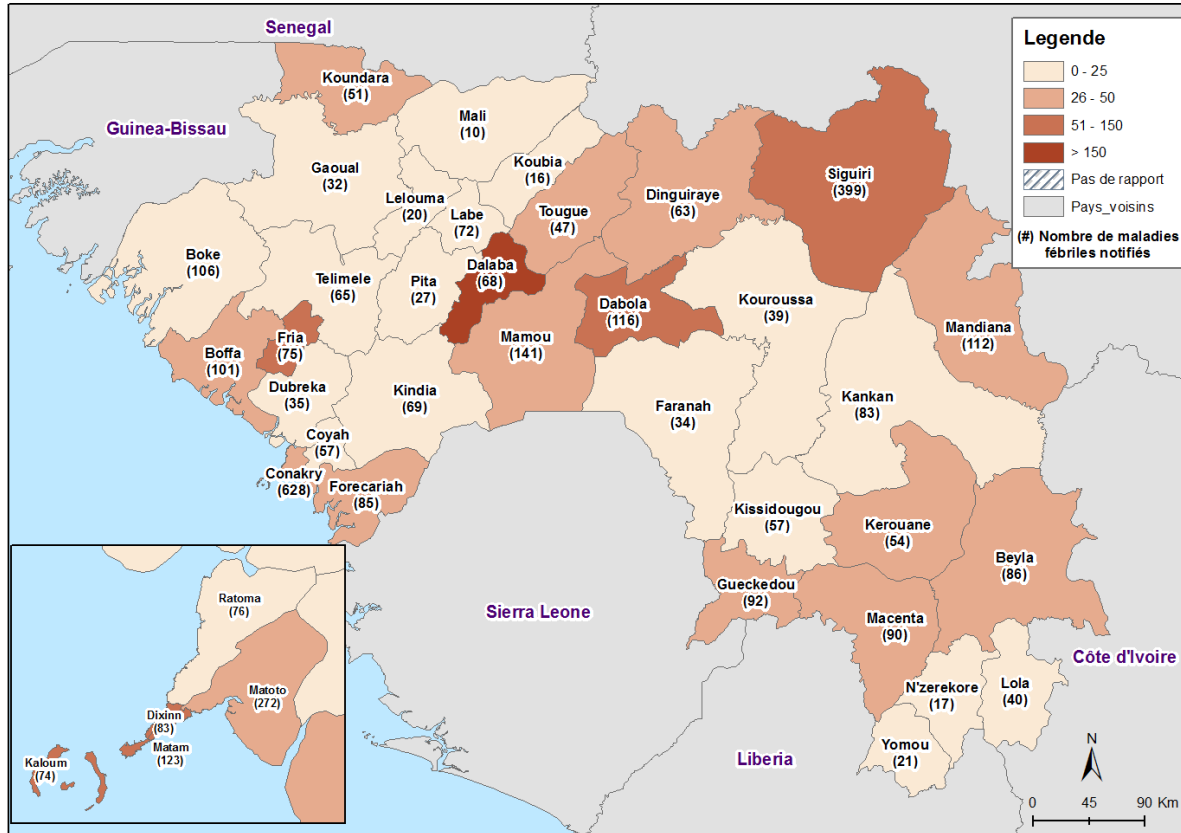 Senegal
Guinea-Bissau
Koundara
(51)
Mali
(10)
Gaoual
(32)
Koubia
(16)
Lelouma
(20)
Labe
(72)
Tougue
(47)
Dinguiraye
(63)
Siguiri
(399)
Boke
(106)
Telimele
(65)
Pita
(27)
Dalaba
(68)
Dabola
(116)
Kouroussa
(39)
Mandiana
(112)
Boffa
(101)
Fria
(75)
Mamou
(141)
Dubreka
(35)
Kindia
(69)
Faranah
(34)
Kankan
(83)
Coyah
(57)
Conakry
(628)
Forecariah
(85)
Kissidougou
(57)
Kerouane
(54)
Beyla
(86)
Gueckedou
(92)
Macenta
(90)
Sierra Leone
Côte d'Ivoire
N'zerekore
(17)
Lola
(40)
Yomou
(21)
Liberia
Ratoma
(76)
Matoto
(272)
Dixinn
(83)
Matam
(123)
Kaloum
(74)
Legende
0 - 25
26 - 50
51 - 150
> 150
Pas de rapport
Pays_voisins
(#) Nombre de maladies
fébriles notifiés
N
0 45 90 Km